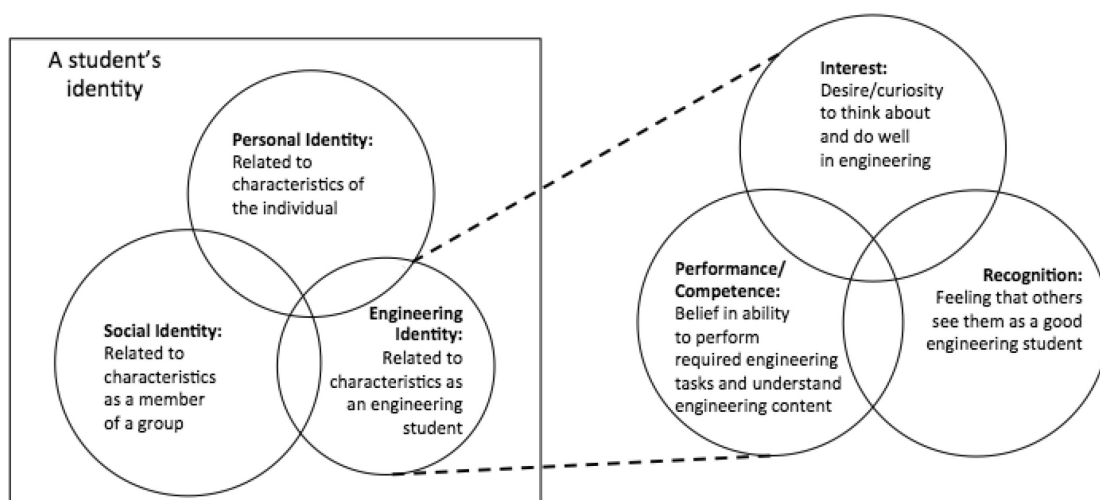 A student's
identity
Personal Identity:
Related to
characteristics of
the individual
Social Identity:
Related to
characteristics
as a member
of a group
Engineering
Identity:
Related to
characteristics as
an engineering
student
Interest:
Desire/curiosity
to think about
and do well
in engineering
Performance/
Competence:
Belief in ability
to perform
required engineering
tasks and understand
engineering content
Recognition:
Feeling that others
see them as a good
engineering student